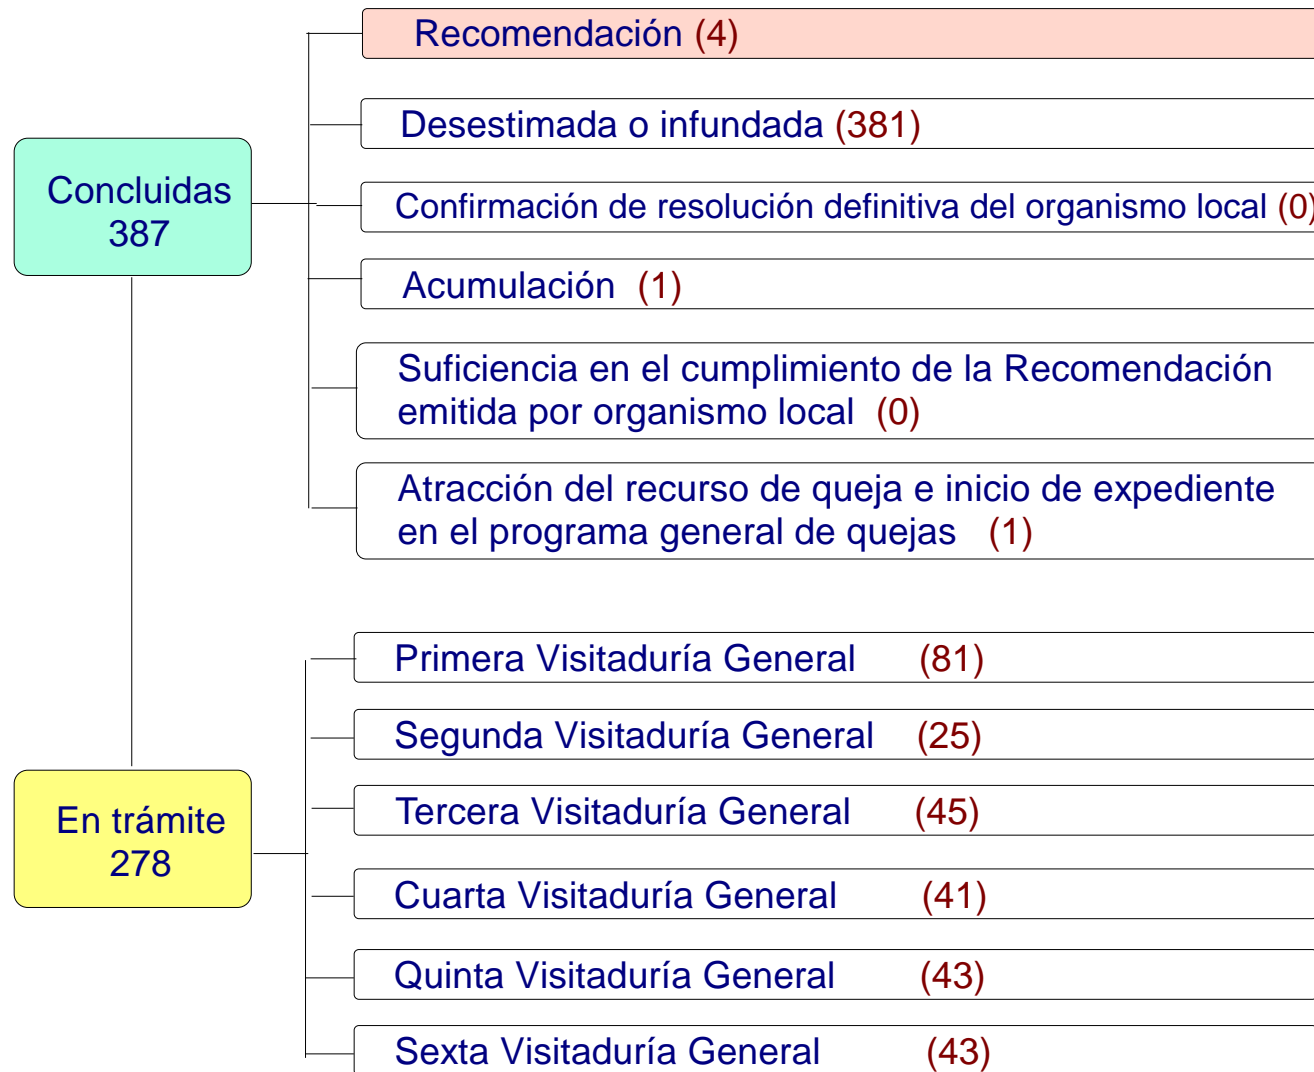 Recomendación (4)
Desestimada o infundada (381)
Concluidas
387
Confirmación de resolución definitiva del organismo local (0)
Acumulación (1)
Suficiencia en el cumplimiento de la Recomendación
emitida por organismo local (0)
Atracción del recurso de queja e inicio de expediente
en el programa general de quejas (1)
Primera Visitaduría General (81)
Segunda Visitaduría General (25)
En trámite
278
Tercera Visitaduría General (45)
Cuarta Visitaduría General (41)
Quinta Visitaduría General (43)
Sexta Visitaduría General (43)